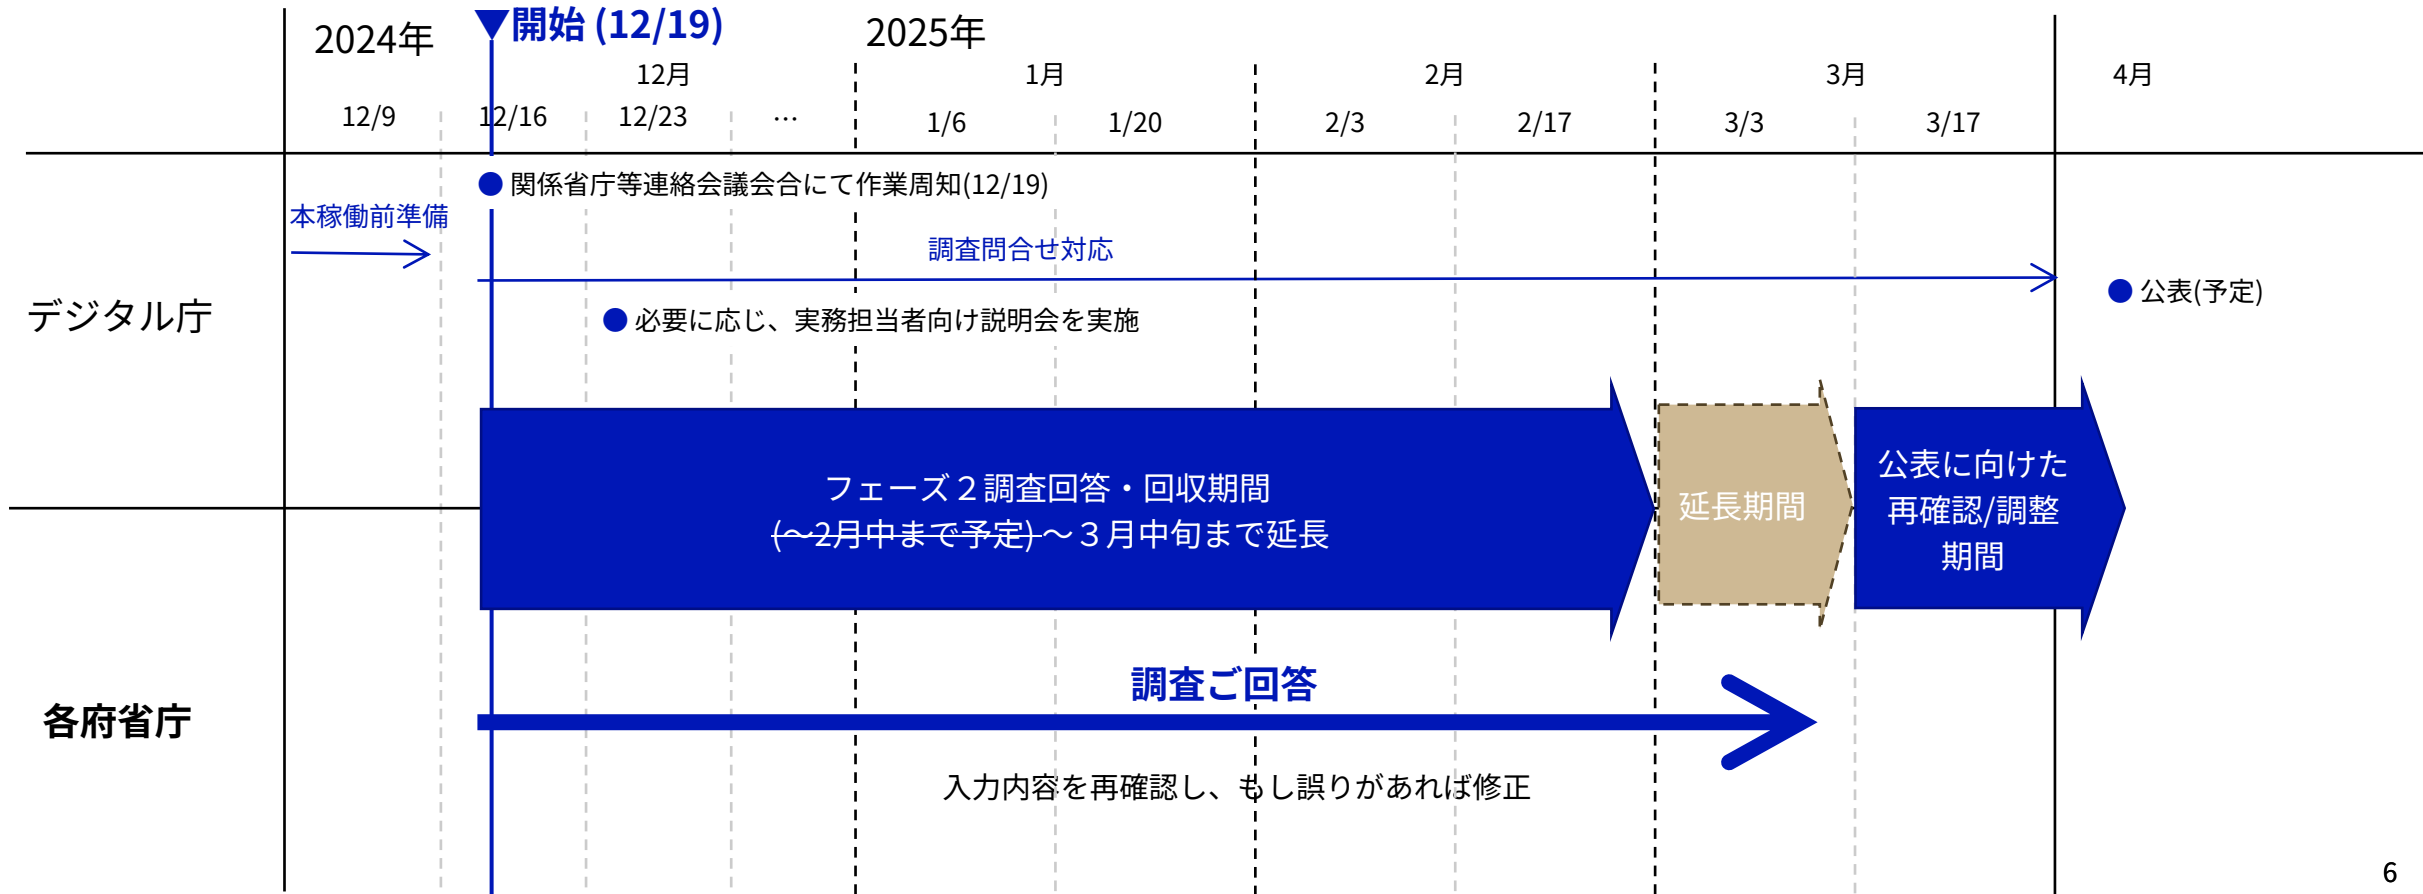 2024年
▼開始 (12/19)
2025年
12月
1月
2月
3月
4月
12/9
12/16
12/23
…
1/6
1/20
2/3
2/17
3/3
3/17
デジタル庁
● 関係省庁等連絡会議会合にて作業周知(12/19)
本稼働前準備
調査問合せ対応
● 公表(予定)
● 必要に応じ、実務担当者向け説明会を実施
フェーズ２調査回答・回収期間
(～2月中まで予定)～３月中旬まで延長
延長期間
公表に向けた
再確認/調整
期間
各府省庁
調査ご回答
入力内容を再確認し、もし誤りがあれば修正
6